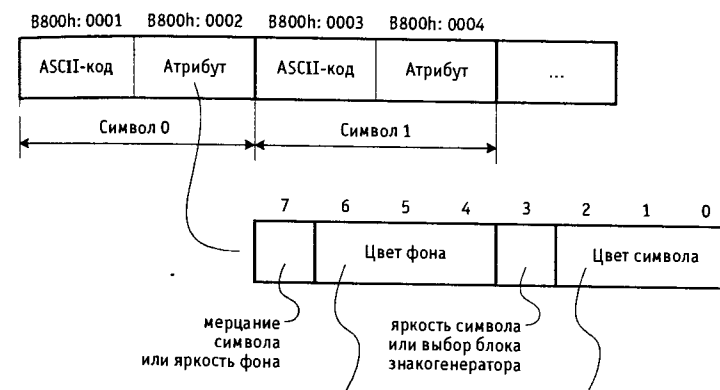 B800h: 0001 B800h: 0002 B800h: 0003 B800h: 0004
ASCII-код Атрибут ASCII-код Атрибут ...
Символ 0 Символ 1
7 6 5 4 3 2 1 0
Цвет фона Цвет символа
мерцание
символа
или яркость фона
яркость символа
или выбор блока
знакогенератора